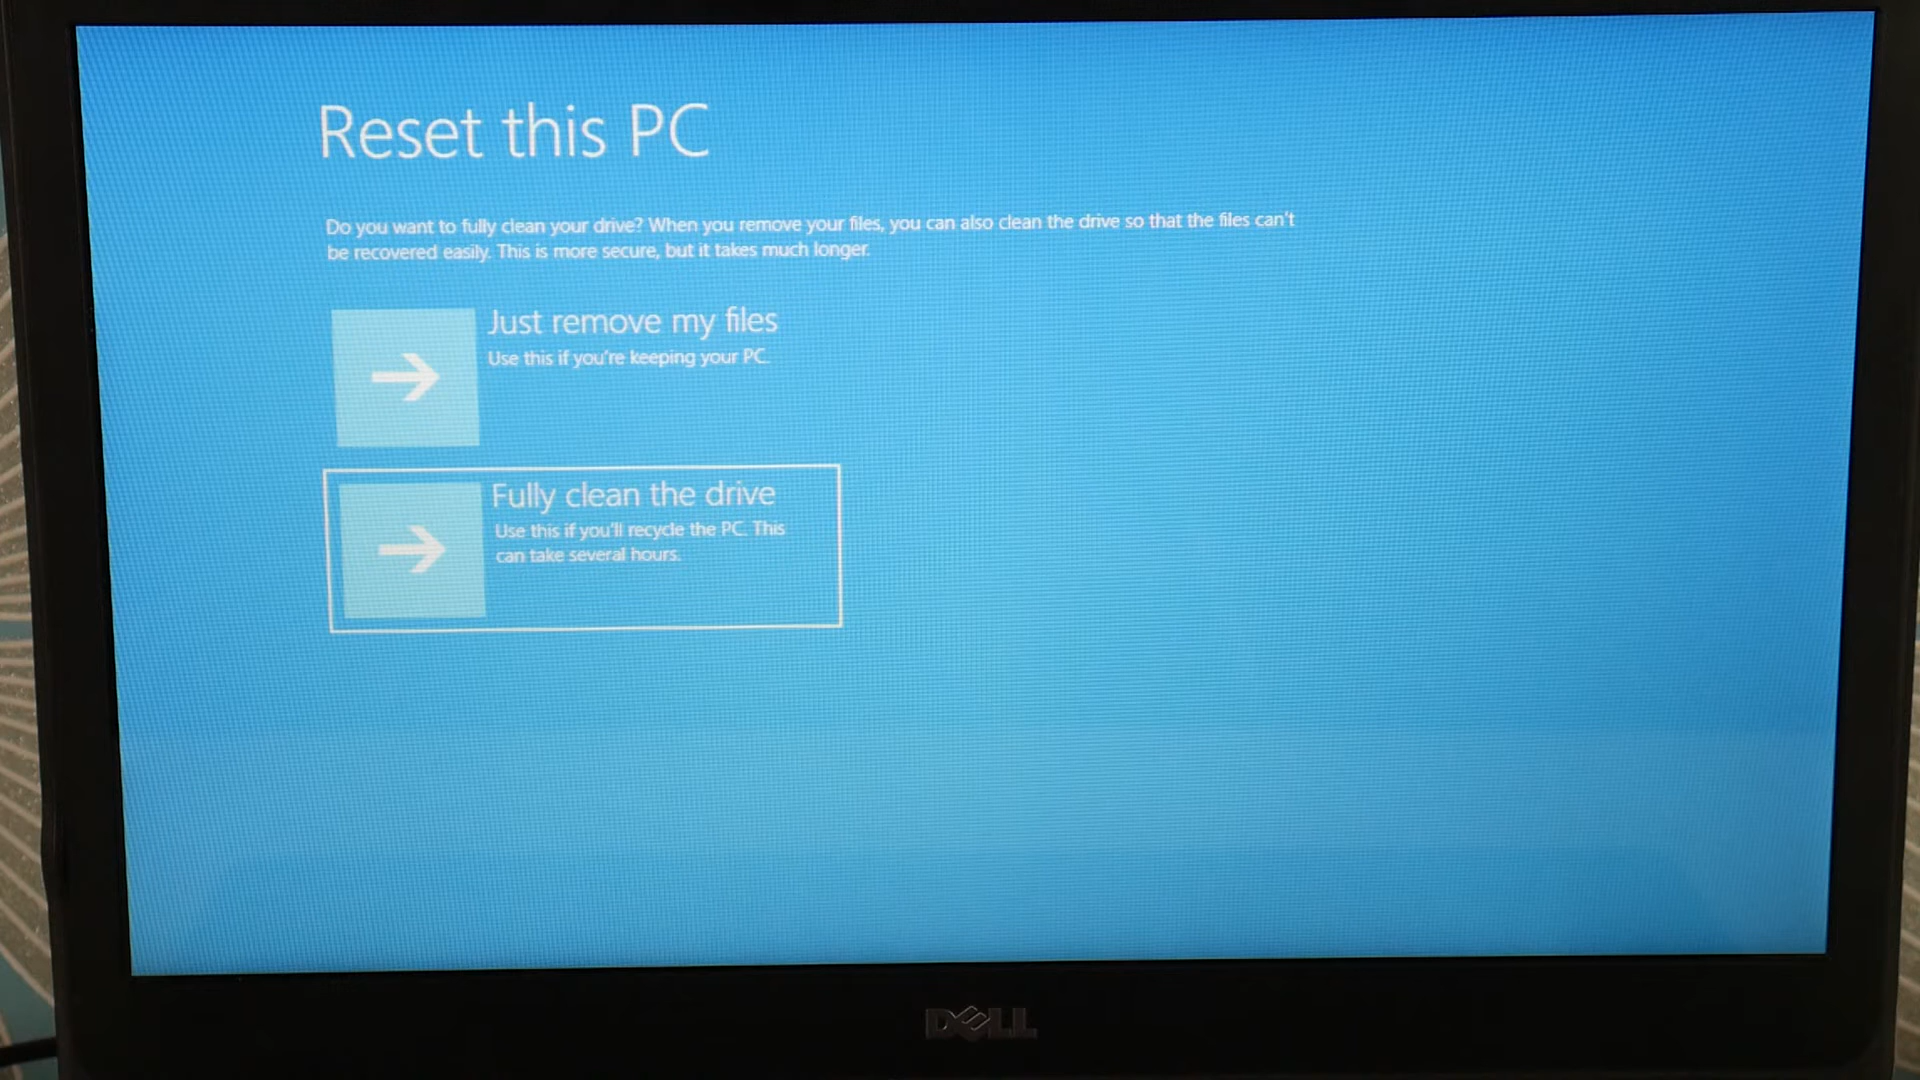 Reset this PC
Do you want to fully clean your drive? When you remove your files, you can also clean the drive so that the files can't
be recovered easily. This is more secure, but it takes much longer.
Just remove my files
Use this if you're keeping your PC.
Fully clean the drive
Use this if you'll recycle the PC. This
can take several hours.
DELL